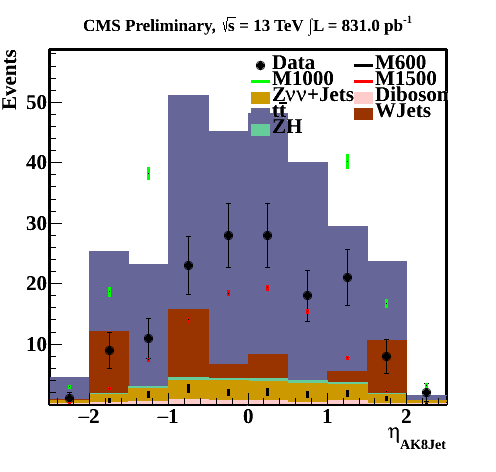 CMS Preliminary, √s = 13 TeV ∫L = 831.0 pb⁻¹
Events
Data M600
M1000 M1500
Zνν+Jets Diboson
tt̄ WJets
ZH
50
40
30
20
10
−2 −1 0 1 2
η_AK8Jet